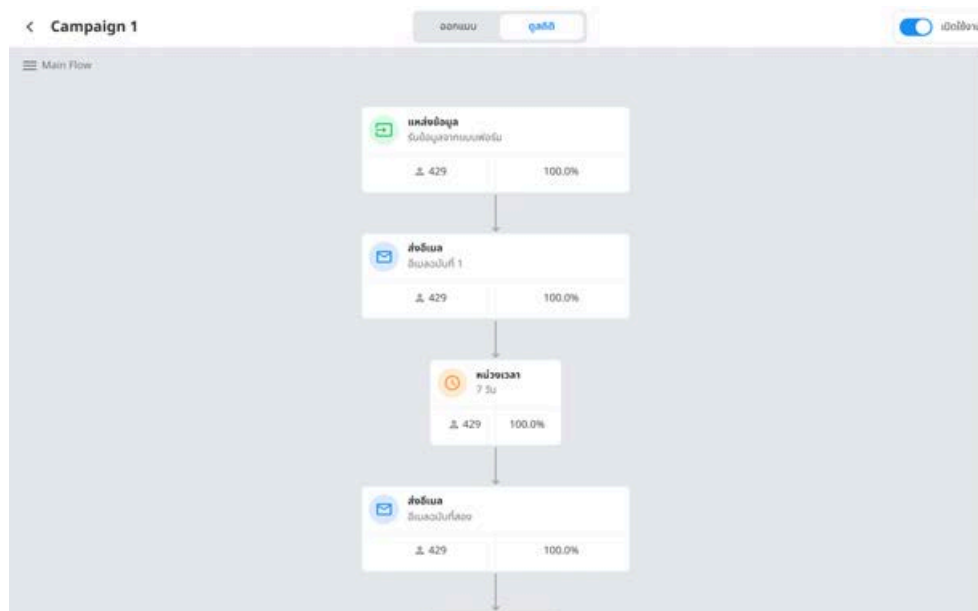 Campaign 1
ออกแบบ
ดูสถิติ
เปิดใช้งาน
Main Flow
แหล่งข้อมูล
รับข้อมูลจากแบบฟอร์ม
429
100.0%
ส่งอีเมล
อีเมลฉบับที่ 1
429
100.0%
หน่วงเวลา
7 วัน
429
100.0%
ส่งอีเมล
อีเมลฉบับที่สอง
429
100.0%